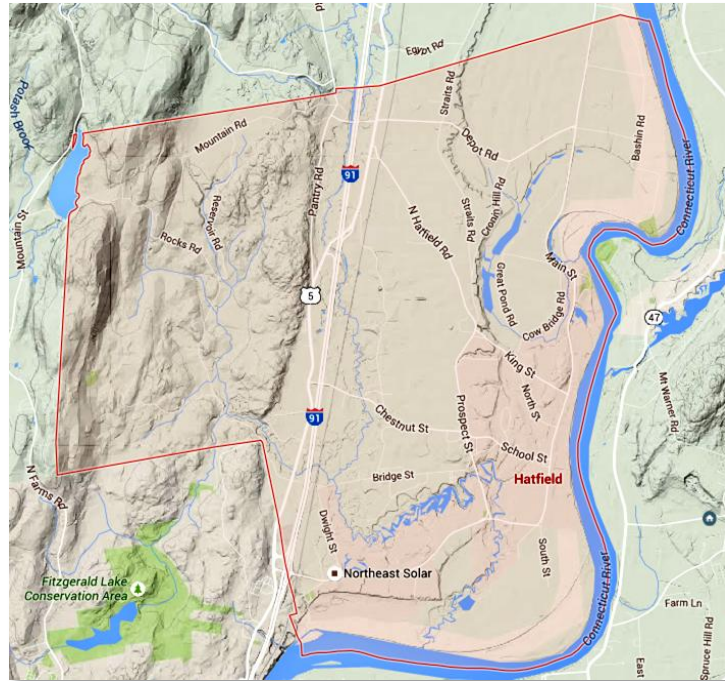 Egypt Rd
Potash Brook
Straits Rd
Mountain Rd
Depot Rd
Bashin Rd
91
Pantry Rd
Connecticut River
Mountain St
Reservoir Rd
Rocks Rd
N Hatfield Rd
Straits Rd
Cronin Hill Rd
Main St
Great Pond Rd
5
Cow Bridge Rd
47
King St
Mt Warner Rd
91
Chestnut St
Prospect St
North St
School St
N Farms Rd
Bridge St
Hatfield
Dwight St
South St
Northeast Solar
Fitzgerald Lake
Conservation Area
Connecticut River
Farm Ln
East
Spruce Hill Rd